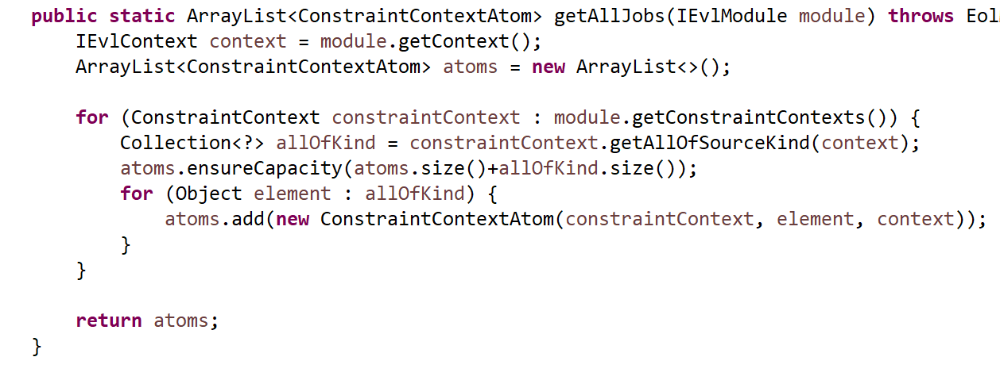 public static ArrayList<ConstraintContextAtom> getAllJobs(IEvlModule module) throws Eol
IEvlContext context = module.getContext();
ArrayList<ConstraintContextAtom> atoms = new ArrayList<>();
for (ConstraintContext constraintContext : module.getConstraintContexts()) {
Collection<?> allOfKind = constraintContext.getAllOfSourceKind(context);
atoms.ensureCapacity(atoms.size()+allOfKind.size());
for (Object element : allOfKind) {
atoms.add(new ConstraintContextAtom(constraintContext, element, context));
}
}
return atoms;
}